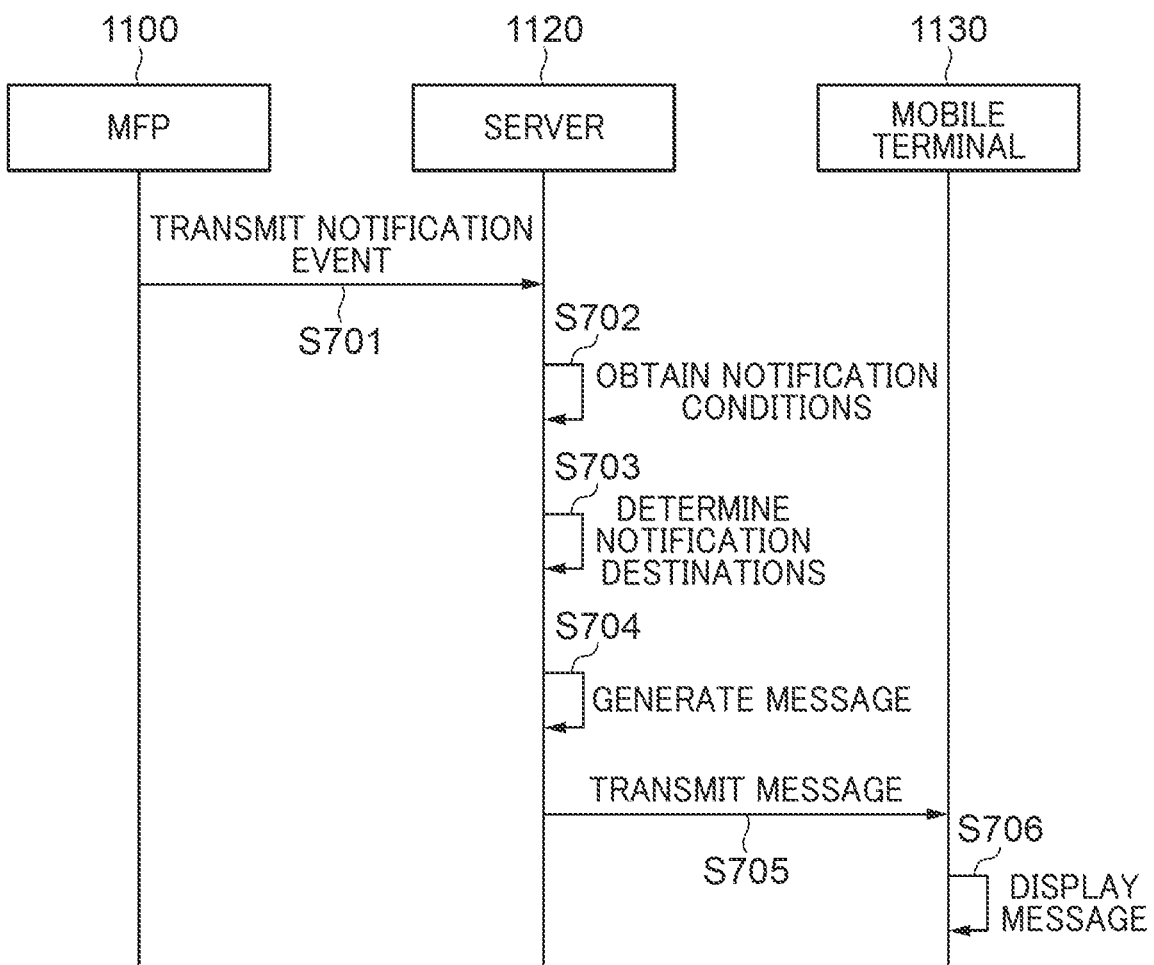 1100
1120
1130
MFP
SERVER
MOBILE
TERMINAL
TRANSMIT NOTIFICATION
EVENT
S701
S702
OBTAIN NOTIFICATION
CONDITIONS
S703
DETERMINE
NOTIFICATION
DESTINATIONS
S704
GENERATE MESSAGE
TRANSMIT MESSAGE
S705
S706
DISPLAY
MESSAGE